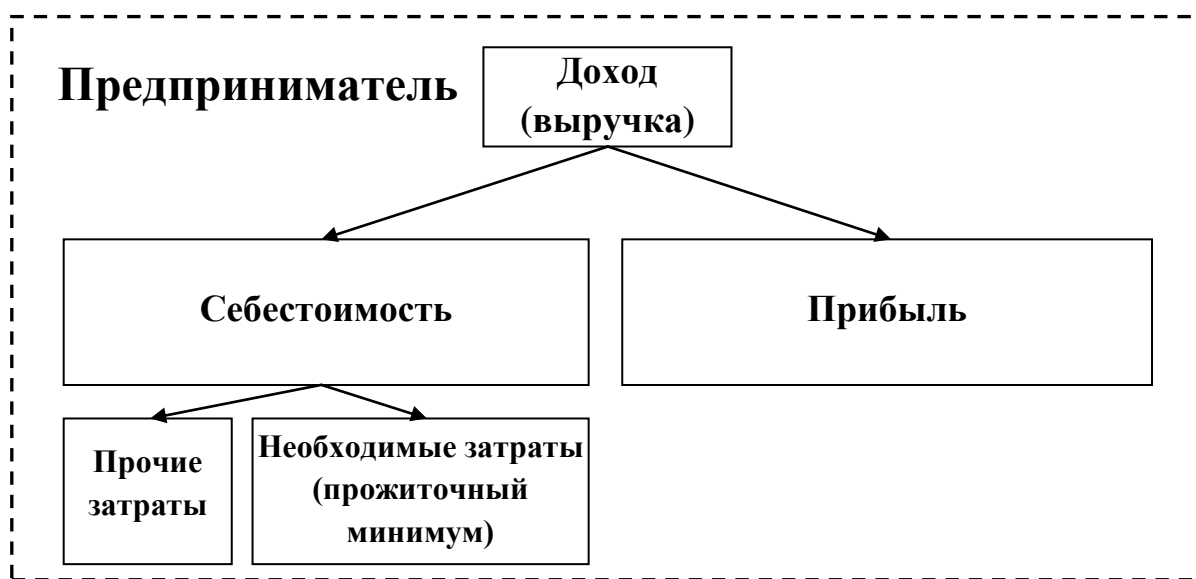 Предприниматель
Доход
(выручка)
Себестоимость
Прибыль
Прочие
затраты
Необходимые затраты
(прожиточный
минимум)